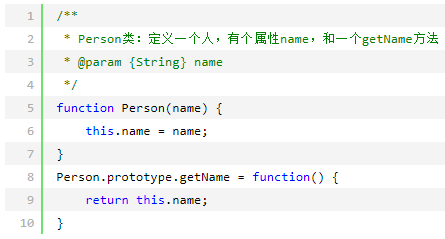 1 /**
2  * Person类：定义一个人，有个属性name，和一个getName方法
3  * @param {String} name
4  */
5 function Person(name) {
6     this.name = name;
7 }
8 Person.prototype.getName = function() {
9     return this.name;
10 }